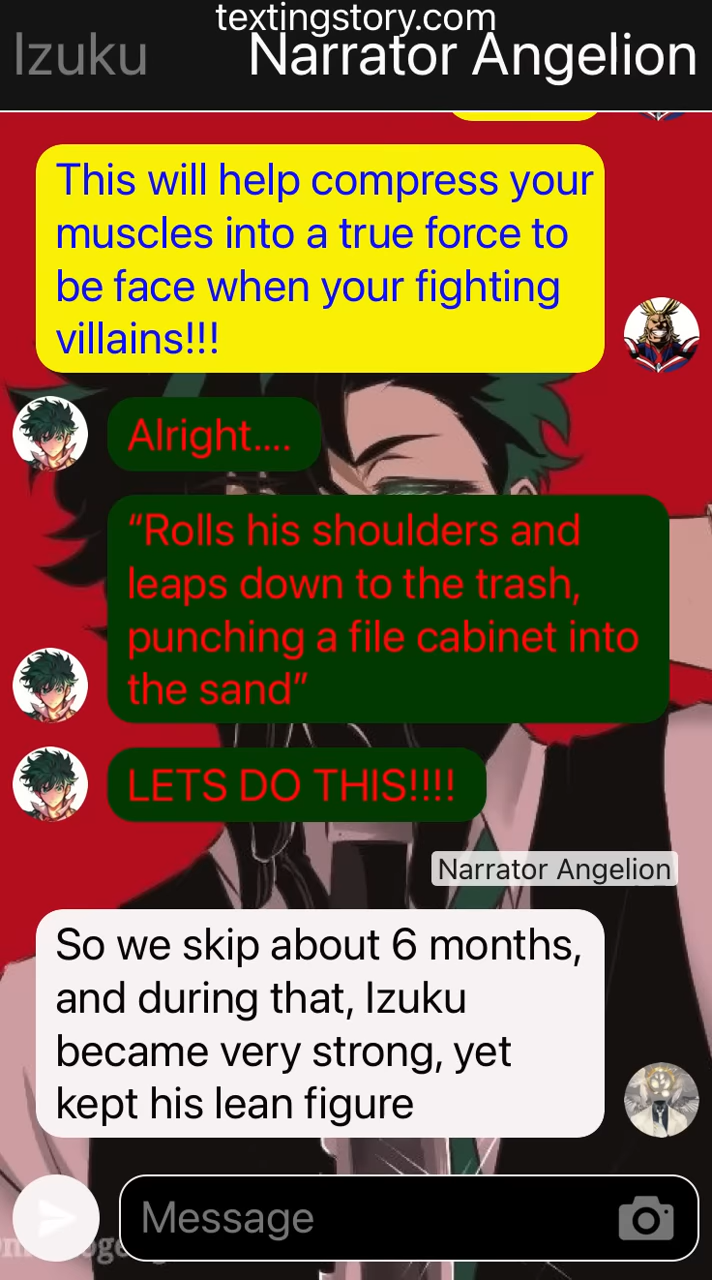 textingstory.com
Izuku Narrator Angelion
This will help compress your
muscles into a true force to
be face when your fighting
villains!!!
Alright....
“Rolls his shoulders and
leaps down to the trash,
punching a file cabinet into
the sand”
LETS DO THIS!!!!
Narrator Angelion
So we skip about 6 months,
and during that, Izuku
became very strong, yet
kept his lean figure
Message